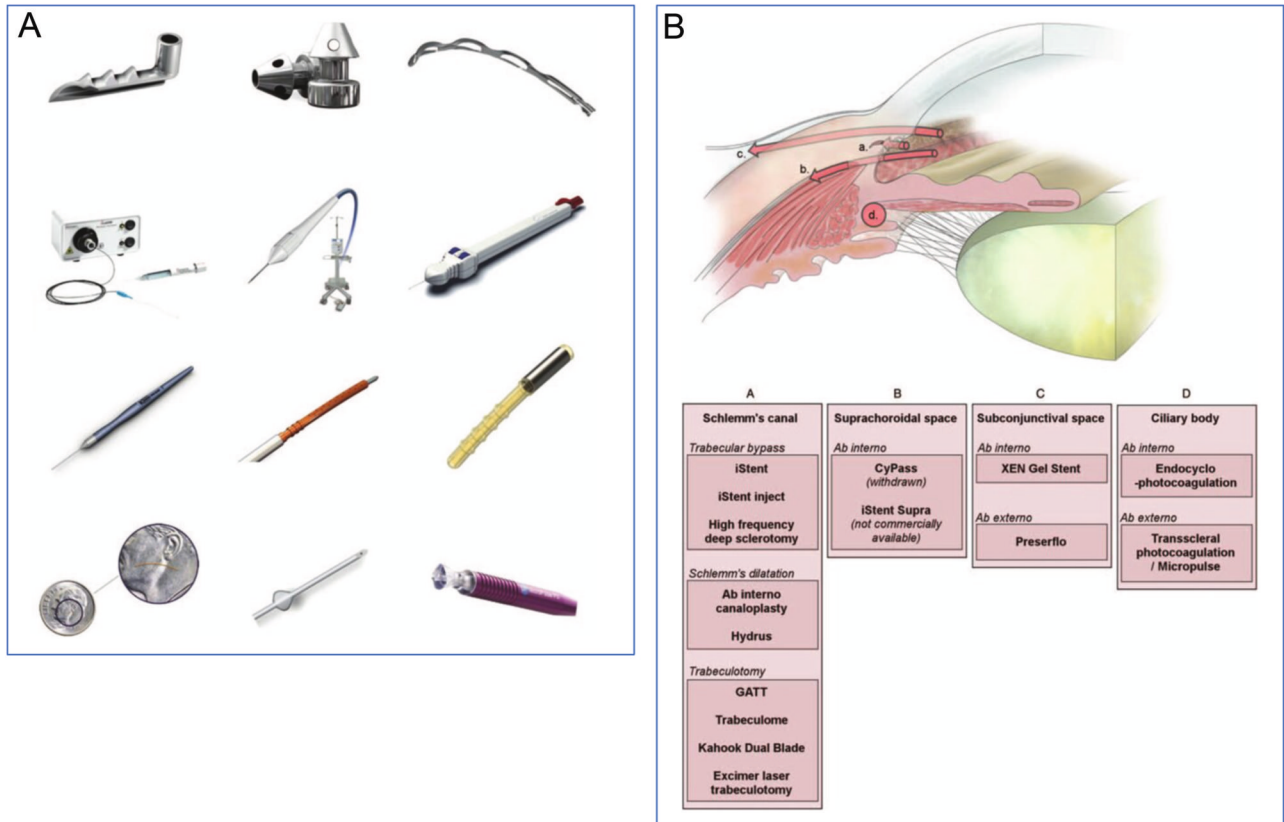 A
B
c.
a.
b.
d.
A
Schlemm's canal
Trabecular bypass
iStent
iStent inject
High frequency
deep sclerotomy
Schlemm's dilatation
Ab interno
canaloplasty
Hydrus
Trabeculotomy
GATT
Trabeculome
Kahook Dual Blade
Excimer laser
trabeculotomy
B
Suprachoroidal space
Ab interno
CyPass
(withdrawn)
iStent Supra
(not commercially
available)
C
Subconjunctival space
Ab interno
XEN Gel Stent
Ab externo
Preserflo
D
Ciliary body
Ab interno
Endocyclo
-photocoagulation
Ab externo
Transscleral
photocoagulation
/ Micropulse